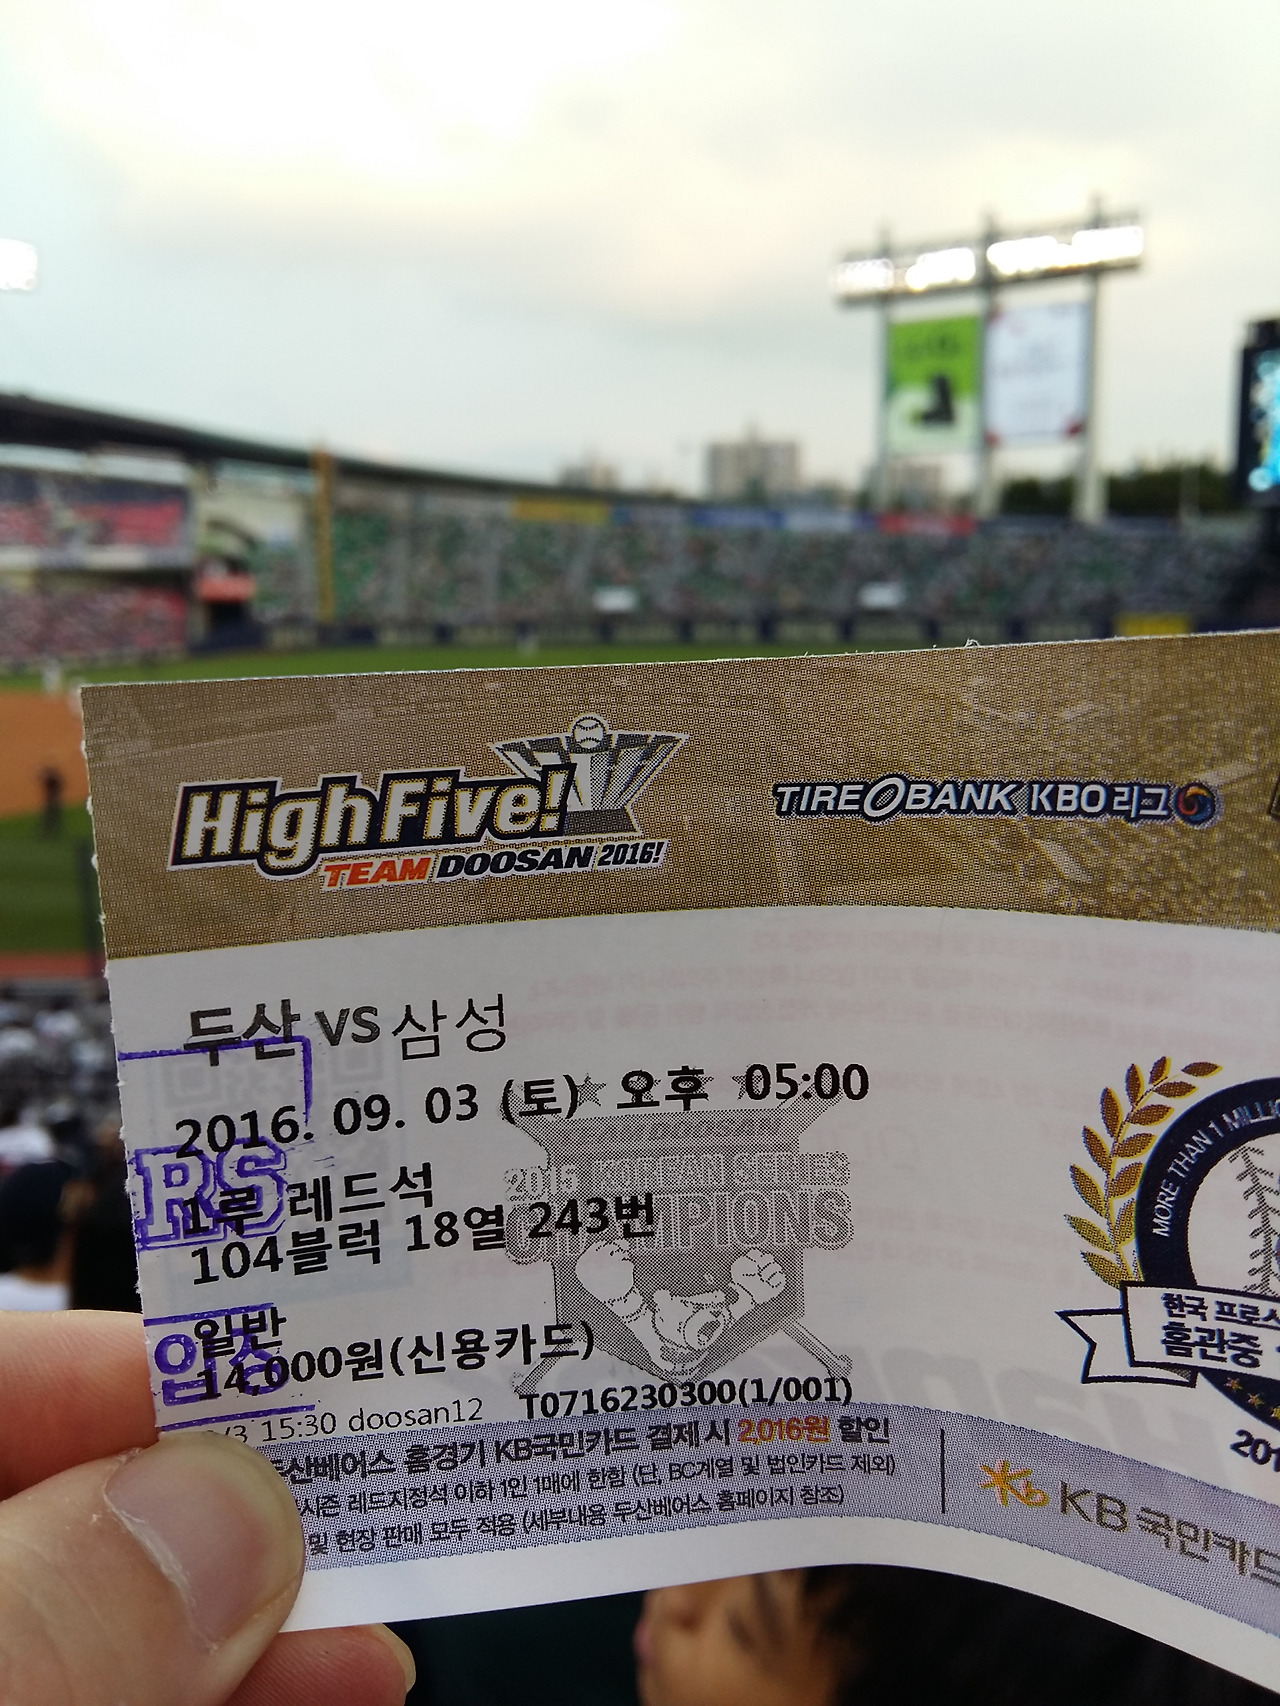 High Five!
TEAM DOOSAN 2016!
TIRE BANK KBO 리그
두산 VS 삼성
2016. 09. 03 (토) 오후 05:00
RS
1루 레드석
104블럭 18열 243번
2015 KOREAN SERIES
CHAMPIONS
일반
입장
14,000원(신용카드)
/3 15:30 doosan12 T0716230300(1/001)
두산베어스 홈경기 KB국민카드 결제 시 2,016원 할인
시즌 레드지정석 이하 1인 1매에 한함 (단, BC계열 및 법인카드 제외)
및 현장 판매 모두 적용 (세부내용 두산베어스 홈페이지 참조)
KB 국민카드
MORE THAN 1 MILLI
한국 프로스
홈관중
201